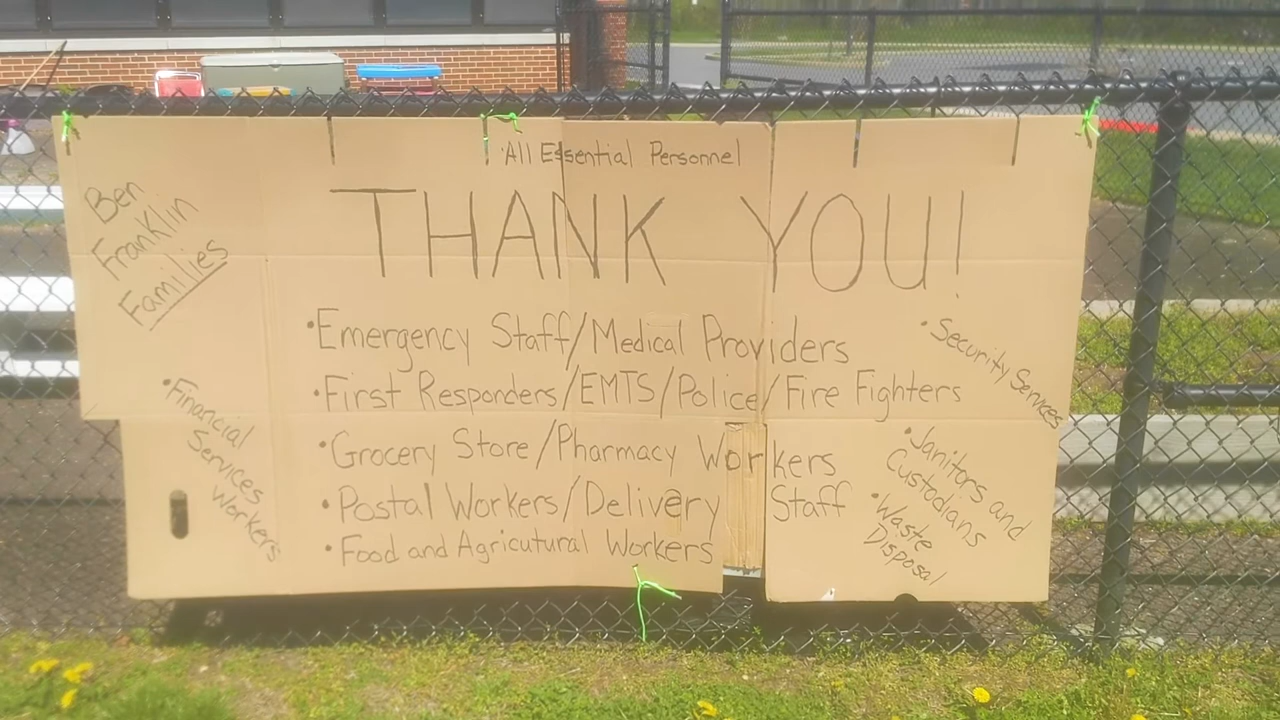 All Essential Personnel
THANK YOU!
Ben
Franklin
Families
•Emergency Staff/Medical Providers
•First Responders/EMTS/Police/Fire Fighters
•Grocery Store/Pharmacy Workers
•Postal Workers/Delivery Staff
•Food and Agricutural Workers
•Financial
Services
Workers
•Security Services
•Janitors and
Custodians
•Waste
Disposal